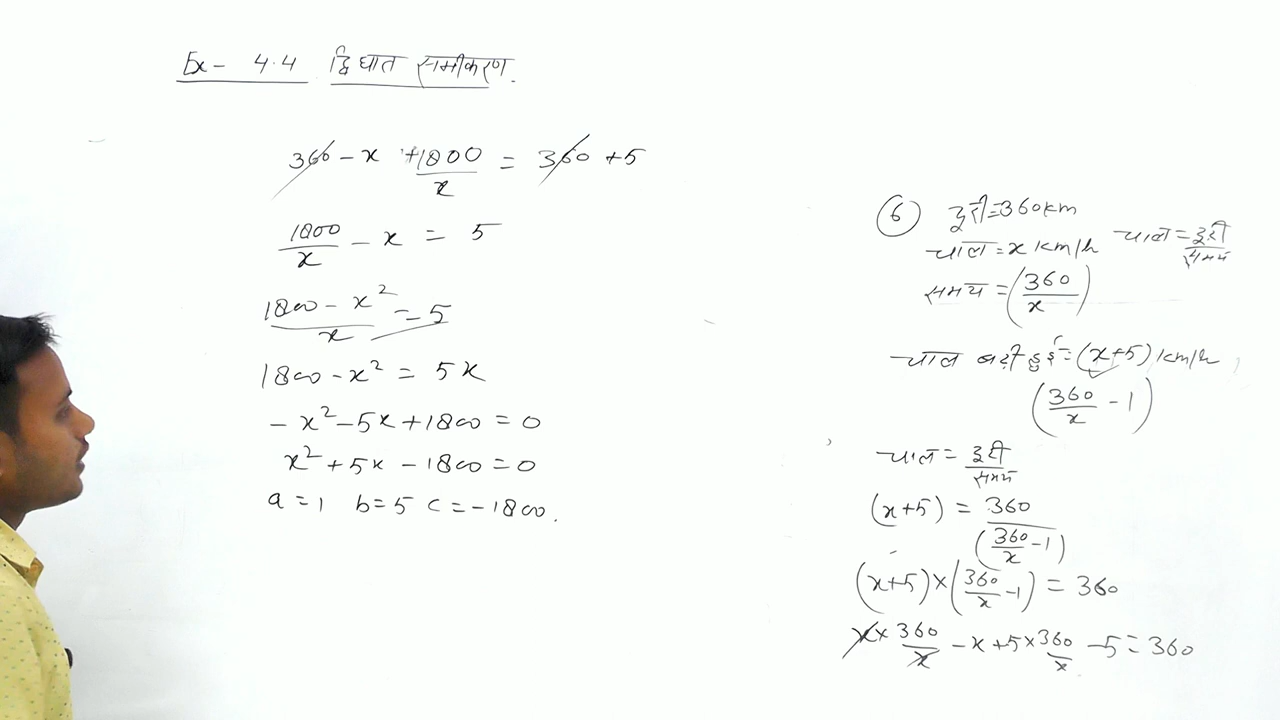 Ex- 4.4 द्विघात समीकरण.
360 - x + 1800/x = 360 + 5
1800/x - x = 5
(1800 - x²)/x = 5
1800 - x² = 5x
- x² - 5x + 1800 = 0
x² + 5x - 1800 = 0
a = 1 b = 5 c = -1800.
(6) दूरी = 360 km
चाल = x km/h चाल = दूरी/समय
समय = (360/x)
चाल बढ़ी हुई = (x+5) km/h
(360/x - 1)
चाल = दूरी/समय
(x+5) = 360/(360/x - 1)
(x+5) × (360/x - 1) = 360
x × 360/x - x + 5 × 360/x - 5 = 360